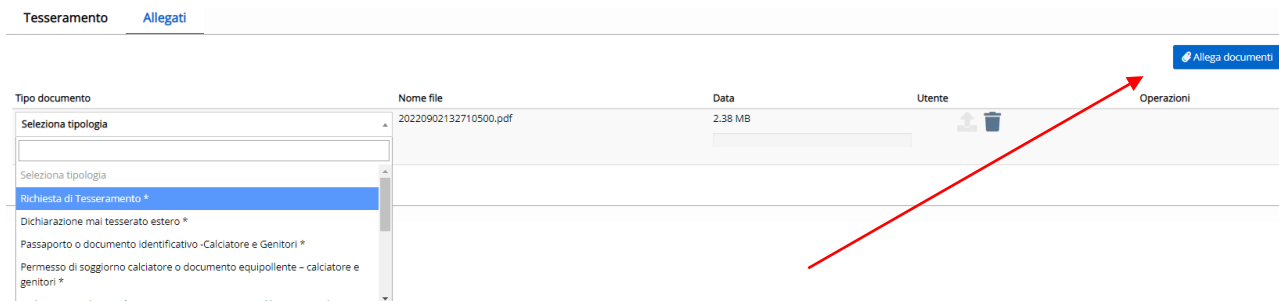 Tesseramento Allegati
Allega documenti
Tipo documento Nome file Data Utente Operazioni
Seleziona tipologia 20220902132710500.pdf 2.38 MB
Seleziona tipologia
Richiesta di Tesseramento *
Dichiarazione mai tesserato estero *
Passaporto o documento identificativo -Calciatore e Genitori *
Permesso di soggiorno calciatore o documento equipollente – calciatore e
genitori *